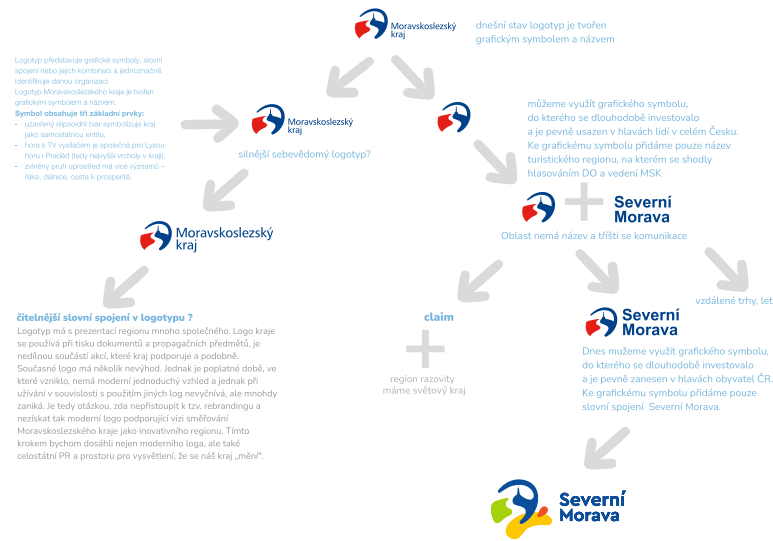 Moravskoslezský
kraj
dnešní stav logotyp je tvořen
grafickým symbolem a názvem
Logotyp představuje grafické symboly, slovní
spojení nebo jejich kombinaci a jednoznačně
identifikuje danou organizaci.
Logotyp Moravskoslezského kraje je tvořen
grafickým symbolem a názvem.
Symbol obsahuje tři základní prvky:
- uzavřený elipsoidní tvar symbolizuje kraj
jako samostatnou entitu,
- hora s TV vysílačem je společné pro Lysou
horu i Praděd (tedy nejvyšší vrcholy v kraji),
- zvlněný pruh uprostřed má více významů –
řeka, dálnice, cesta k prosperitě.
Moravskoslezský
kraj
silnější sebevědomý logotyp?
můžeme využít grafického symbolu,
do kterého se dlouhodobě investovalo
a je pevně usazen v hlavách lidí v celém Česku.
Ke grafickému symbolu přidáme pouze název
turistického regionu, na kterém se shodly
hlasováním DO a vedení MSK
Severní
Morava
Oblast nemá název a tříští se komunikace
Moravskoslezský
kraj
vzdálené trhy, let
čitelnější slovní spojení v logotypu ?
Logotyp má s prezentací regionu mnoho společného. Logo kraje
se používá při tisku dokumentů a propagačních předmětů, je
nedílnou součástí akcí, které kraj podporuje a podobně.
Současné logo má několik nevýhod. Jednak je poplatné době, ve
které vzniklo, nemá moderní jednoduchý vzhled a jednak při
užívání v souvislosti s použitím jiných log nevyčnívá, ale mnohdy
zaniká. Je tedy otázkou, zda nepřistoupit k tzv. rebrandingu a
nezískat tak moderní logo podporující vizi směřování
Moravskoslezského kraje jako inovativního regionu. Tímto
krokem bychom dosáhli nejen moderního loga, ale také
celostátní PR a prostoru pro vysvětlení, že se náš kraj „mění".
claim
region razovity
máme světový kraj
Severní
Morava
Dnes mužeme využít grafického symbolu,
do kterého se dlouhodobě investovalo
a je pevně zanesen v hlavách obyvatel ČR.
Ke grafickému symbolu přidáme pouze
slovní spojení Severní Morava.
Severní
Morava